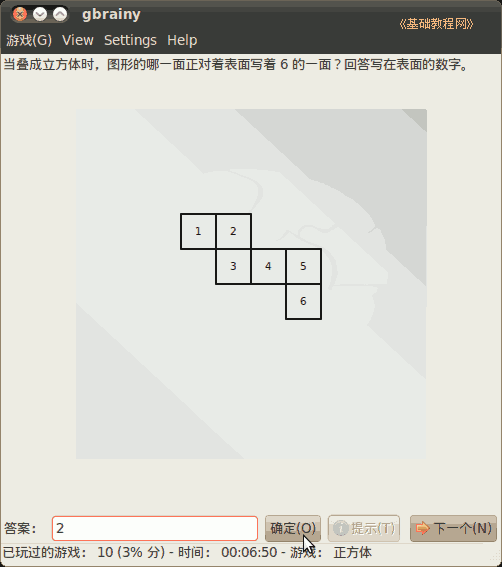 gbrainy
《基础教程网》
游戏(G) View Settings Help
当叠成立方体时，图形的哪一面正对着表面写着 6 的一面？回答写在表面的数字。
1 2
3 4 5
6
答案： 2 确定(O) 提示(T) 下一个(N)
已玩过的游戏: 10 (3% 分) - 时间: 00:06:50 - 游戏: 正方体